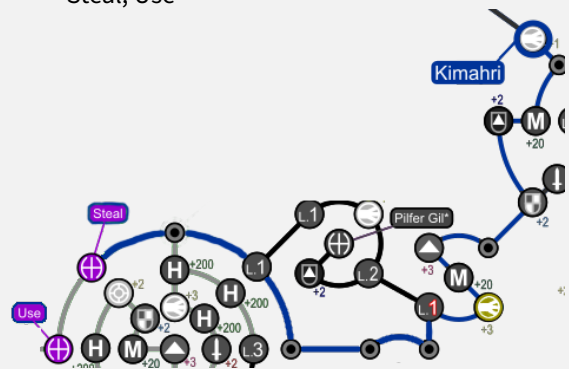 Steal, Use
-1
Kimahri
+2
M
+20
+2
Steal
L.1
Pilfer Gil*
+3
L.2
+2
M
+20
L.1
+3
H
+200
L.1
H
+200
+2
+3
H
+200
+2
Use
H
+200
M
+20
+3
+2
L.3